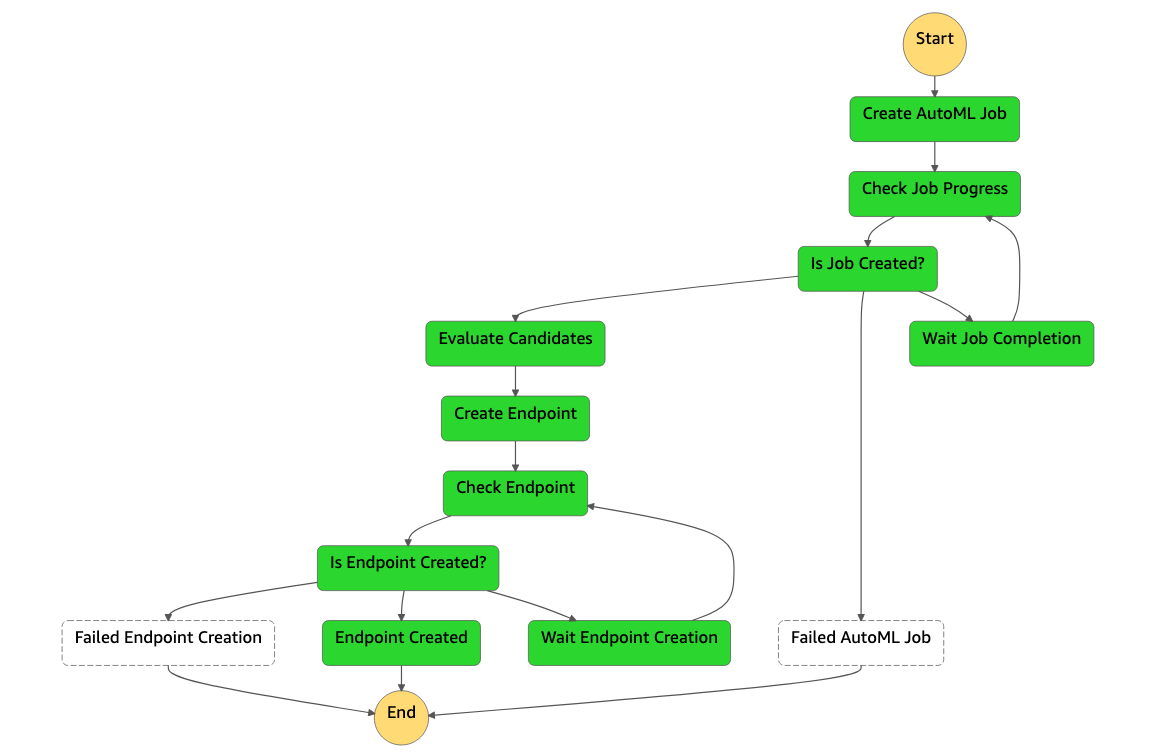 Start
Create AutoML Job
Check Job Progress
Is Job Created?
Evaluate Candidates
Wait Job Completion
Create Endpoint
Check Endpoint
Is Endpoint Created?
Failed Endpoint Creation
Endpoint Created
Wait Endpoint Creation
Failed AutoML Job
End